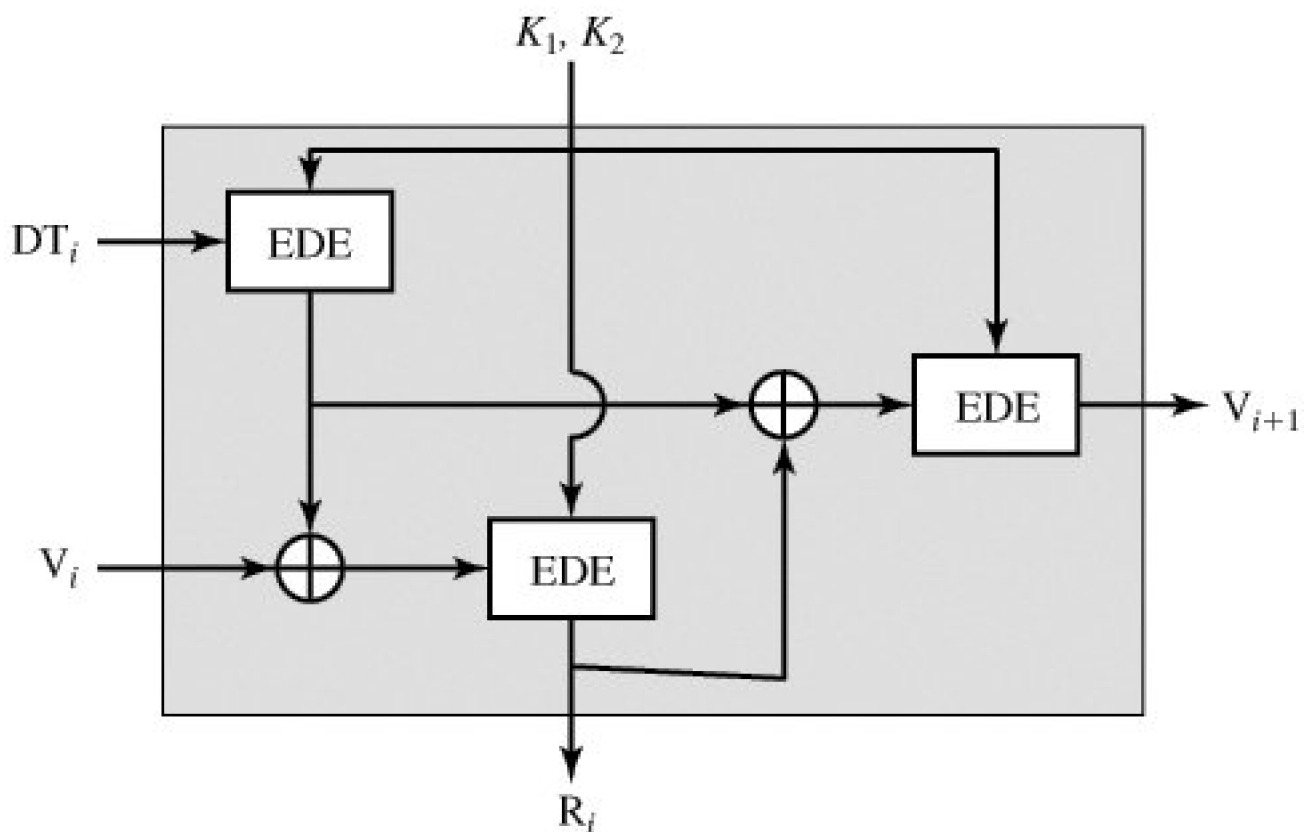 K₁, K₂
DTᵢ
EDE
EDE
Vᵢ₊₁
Vᵢ
EDE
Rᵢ